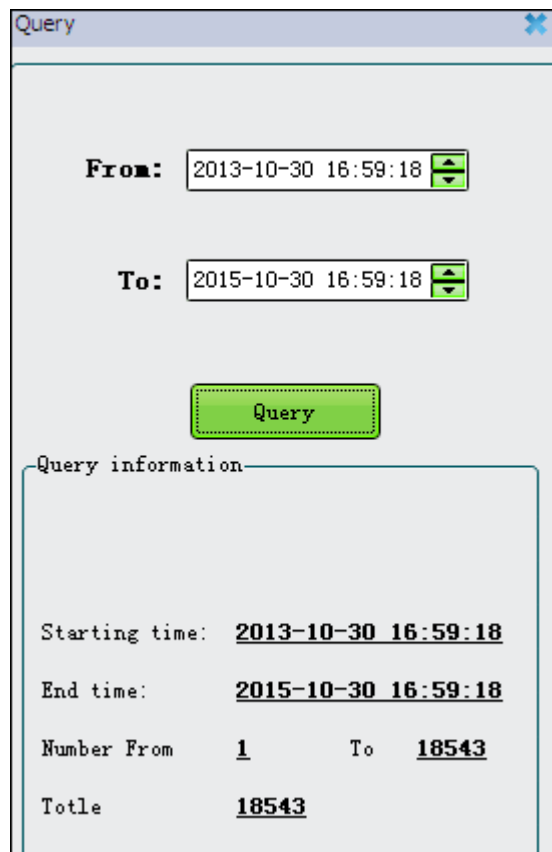 Query
From: 2013-10-30 16:59:18
To: 2015-10-30 16:59:18
Query
Query information
Starting time: 2013-10-30 16:59:18
End time: 2015-10-30 16:59:18
Number From 1 To 18543
Totle 18543